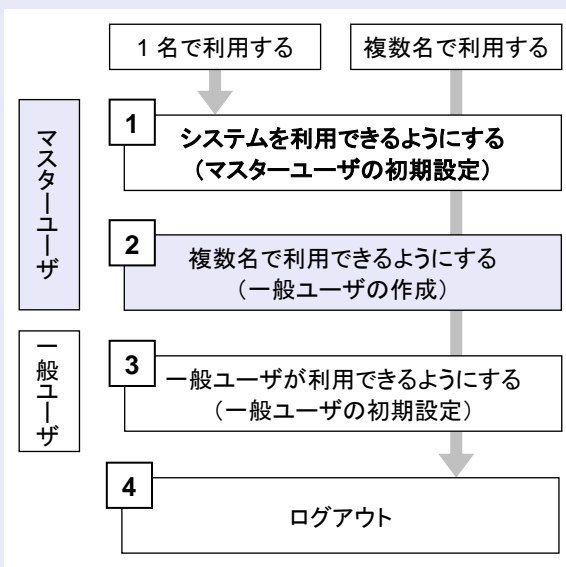 1 名で利用する
複数名で利用する
マスターユーザ
1
システムを利用できるようにする
（マスターユーザの初期設定）
2
複数名で利用できるようにする
（一般ユーザの作成）
一般ユーザ
3
一般ユーザが利用できるようにする
（一般ユーザの初期設定）
4
ログアウト